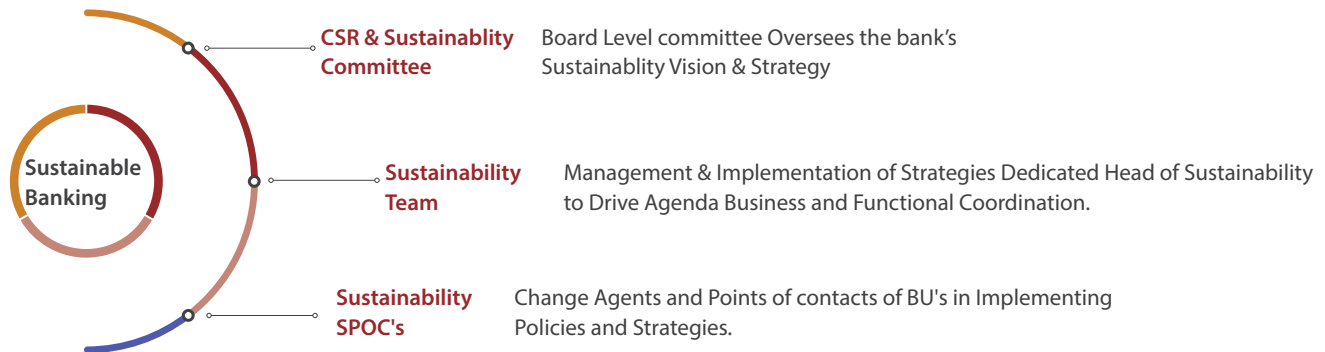 Sustainable
Banking
CSR & Sustainablity
Committee
Board Level committee Oversees the bank's
Sustainablity Vision & Strategy
Sustainability
Team
Management & Implementation of Strategies Dedicated Head of Sustainability
to Drive Agenda Business and Functional Coordination.
Sustainability
SPOC's
Change Agents and Points of contacts of BU's in Implementing
Policies and Strategies.